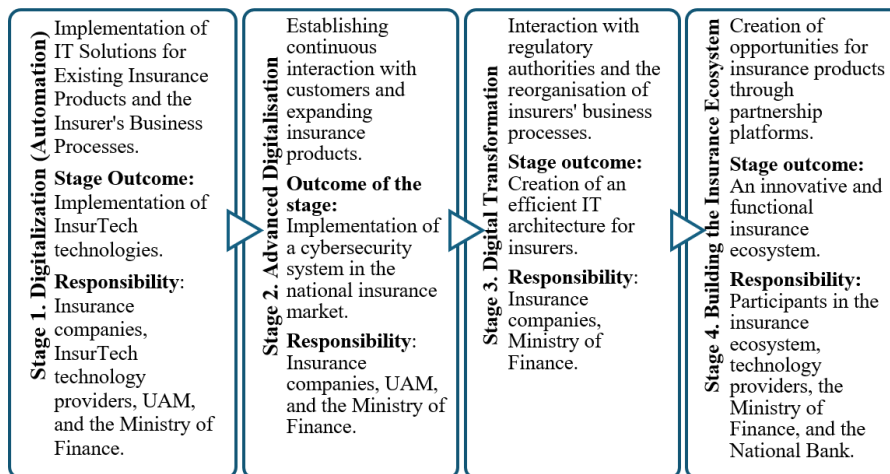 Stage 1. Digitalization (Automation)
Implementation of
IT Solutions for
Existing Insurance
Products and the
Insurer's Business
Processes.
Stage Outcome:
Implementation of
InsurTech
technologies.
Responsibility:
Insurance
companies,
InsurTech
technology
providers, UAM,
and the Ministry of
Finance.
Stage 2. Advanced Digitalisation
Establishing
continuous
interaction with
customers and
expanding
insurance
products.
Outcome of the
stage:
Implementation of
a cybersecurity
system in the
national insurance
market.
Responsibility:
Insurance
companies, UAM,
and the Ministry of
Finance.
Stage 3. Digital Transformation
Interaction with
regulatory
authorities and the
reorganisation of
insurers' business
processes.
Stage outcome:
Creation of an
efficient IT
architecture for
insurers.
Responsibility:
Insurance
companies,
Ministry of
Finance.
Stage 4. Building the Insurance Ecosystem
Creation of
opportunities for
insurance products
through
partnership
platforms.
Stage outcome:
An innovative and
functional
insurance
ecosystem.
Responsibility:
Participants in the
insurance
ecosystem,
technology
providers, the
Ministry of
Finance, and the
National Bank.